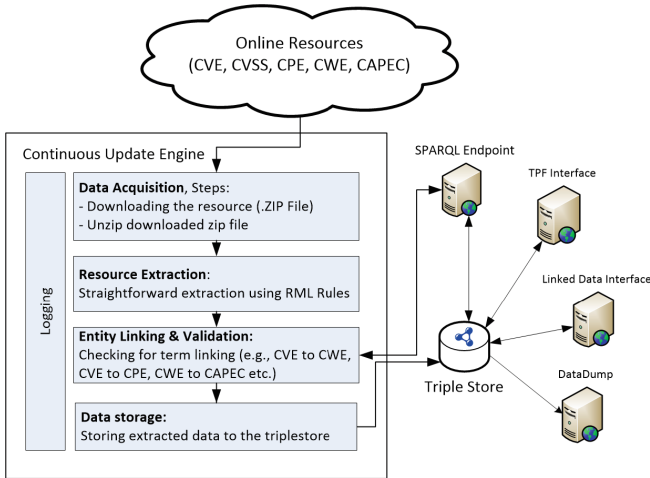 Online Resources
(CVE, CVSS, CPE, CWE, CAPEC)
Continuous Update Engine
Logging
Data Acquisition, Steps:
- Downloading the resource (.ZIP File)
- Unzip downloaded zip file
Resource Extraction:
Straightforward extraction using RML Rules
Entity Linking & Validation:
Checking for term linking (e.g., CVE to CWE,
CVE to CPE, CWE to CAPEC etc.)
Data storage:
Storing extracted data to the triplestore
SPARQL Endpoint
TPF Interface
Linked Data Interface
Triple Store
DataDump